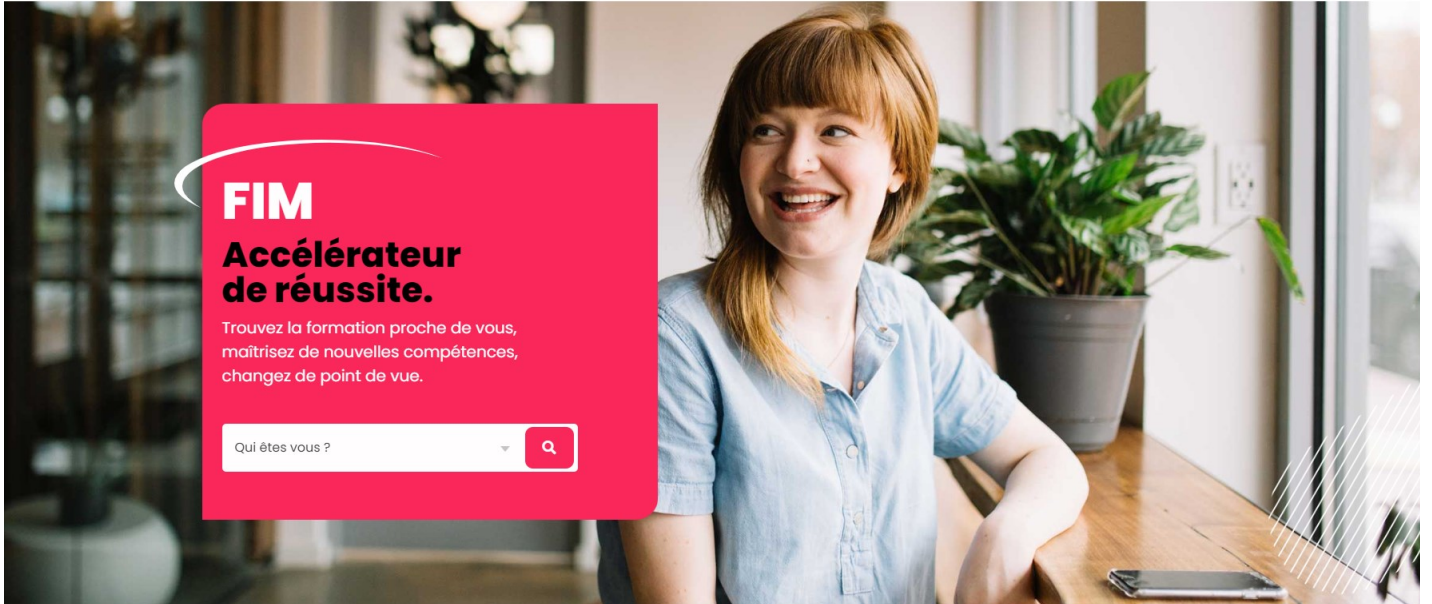 FIM
Accélérateur
de réussite.
Trouvez la formation proche de vous,
maîtrisez de nouvelles compétences,
changez de point de vue.
Qui êtes vous ?